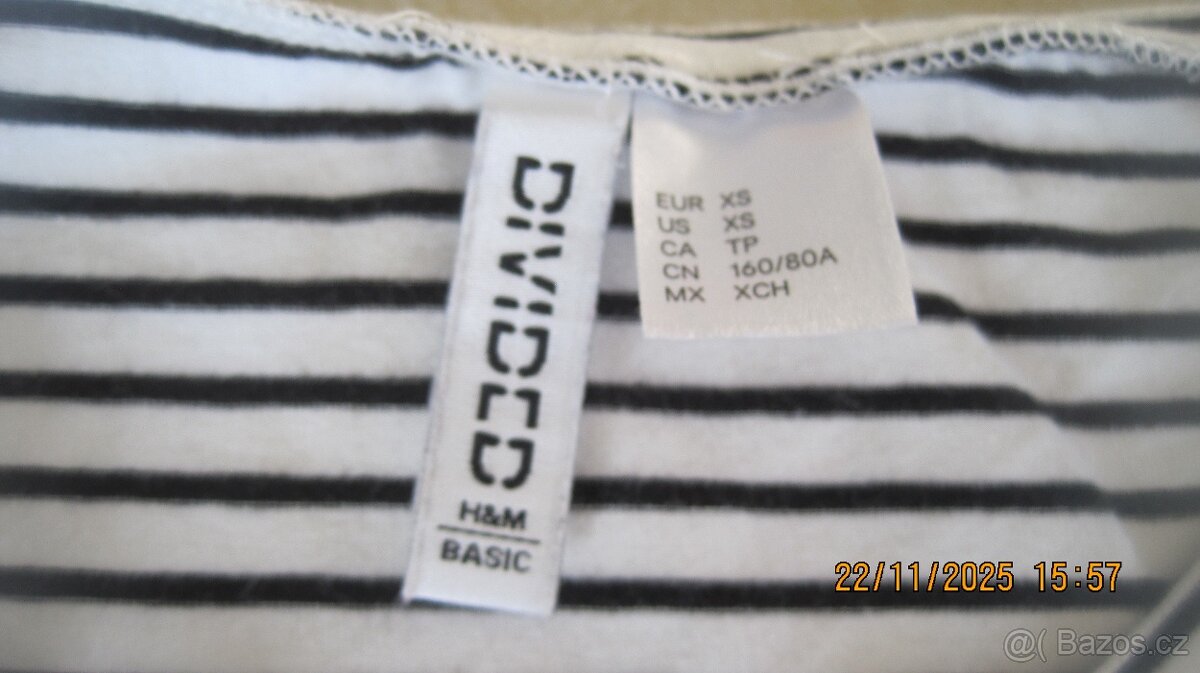 DIVIDED
H&M
BASIC
EUR XS
US XS
CA TP
CN 160/80A
MX XCH
22/11/2025 15:57
@( Bazos.cz